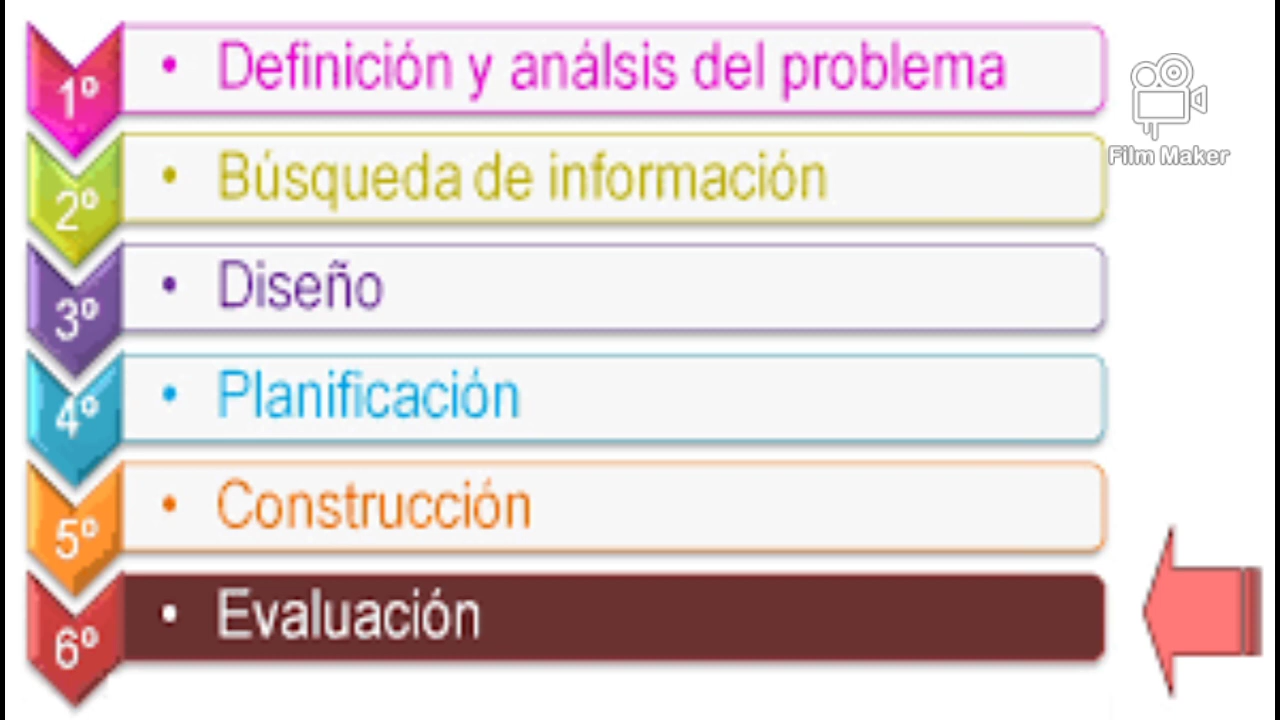 1º
• Definición y análsis del problema
Film Maker
2º
• Búsqueda de información
3º
• Diseño
4º
• Planificación
5º
• Construcción
6º
• Evaluación